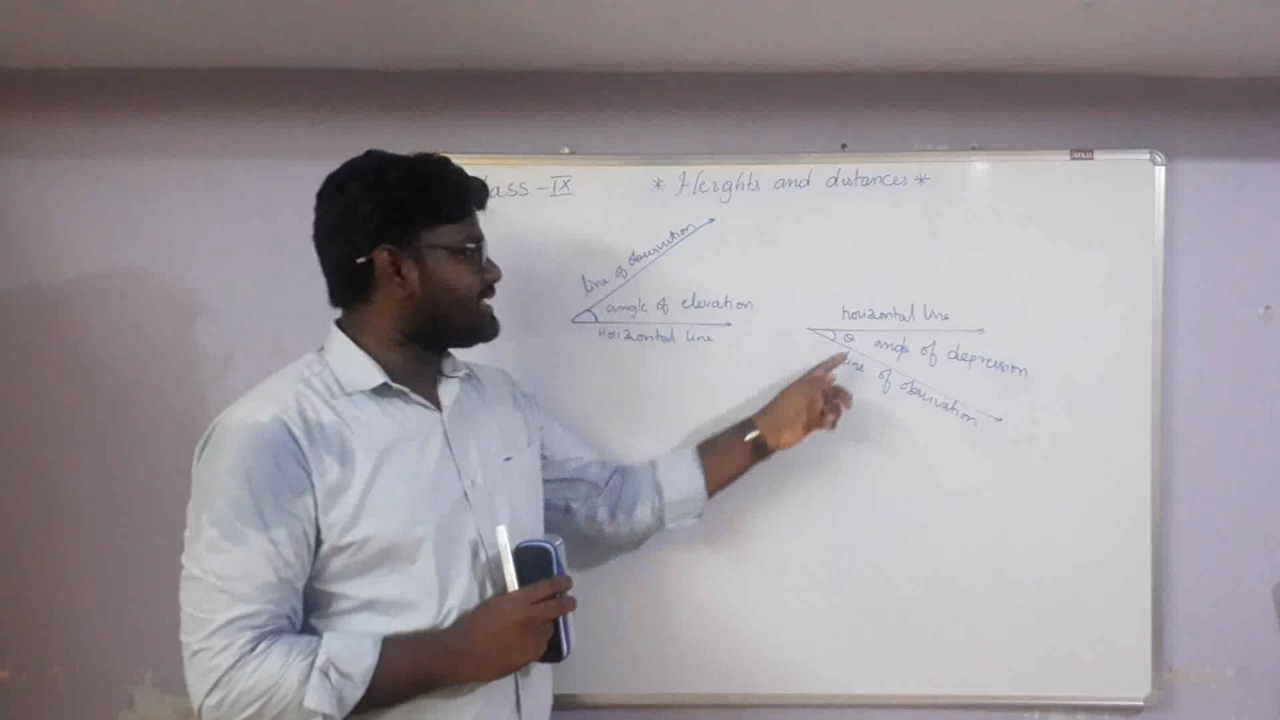 lass - IX
* Heights and distances *
line of observation
angle of elevation
Horizontal line
horizontal line
θ angle of depression
line of observation